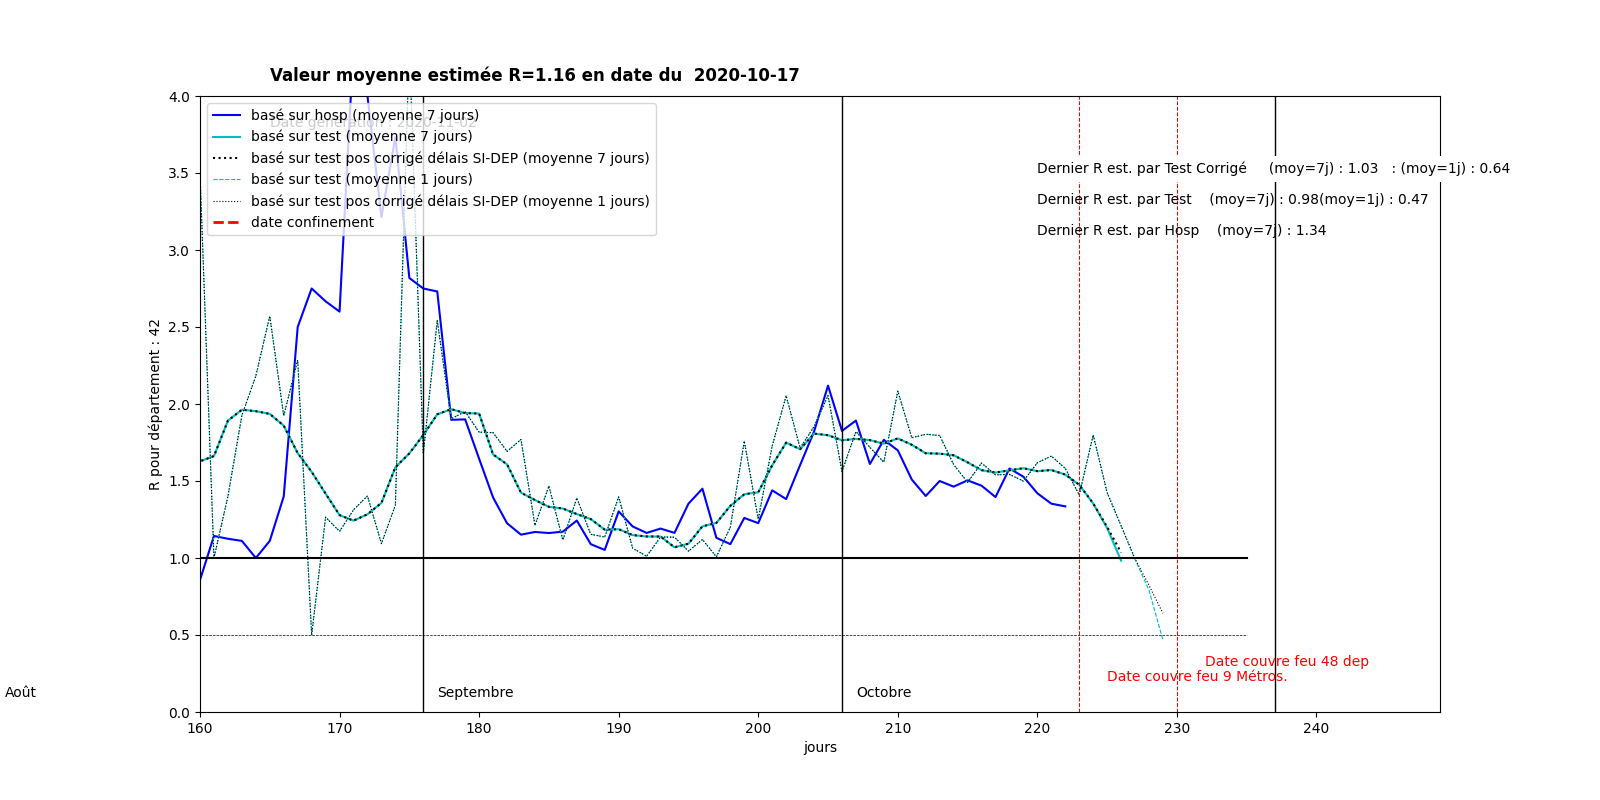 Valeur moyenne estimée R=1.16 en date du  2020-10-17
Date génération : 2020-11-02
basé sur hosp (moyenne 7 jours)
basé sur test (moyenne 7 jours)
basé sur test pos corrigé délais SI-DEP (moyenne 7 jours)
basé sur test (moyenne 1 jours)
basé sur test pos corrigé délais SI-DEP (moyenne 1 jours)
date confinement
Dernier R est. par Test Corrigé     (moy=7j) : 1.03   : (moy=1j) : 0.64
Dernier R est. par Test    (moy=7j) : 0.98(moy=1j) : 0.47
Dernier R est. par Hosp    (moy=7j) : 1.34
R pour département : 42
4.0
3.5
3.0
2.5
2.0
1.5
1.0
0.5
0.0
Date couvre feu 48 dep
Date couvre feu 9 Métros.
Août
Septembre
Octobre
160
170
180
190
200
210
220
230
240
jours